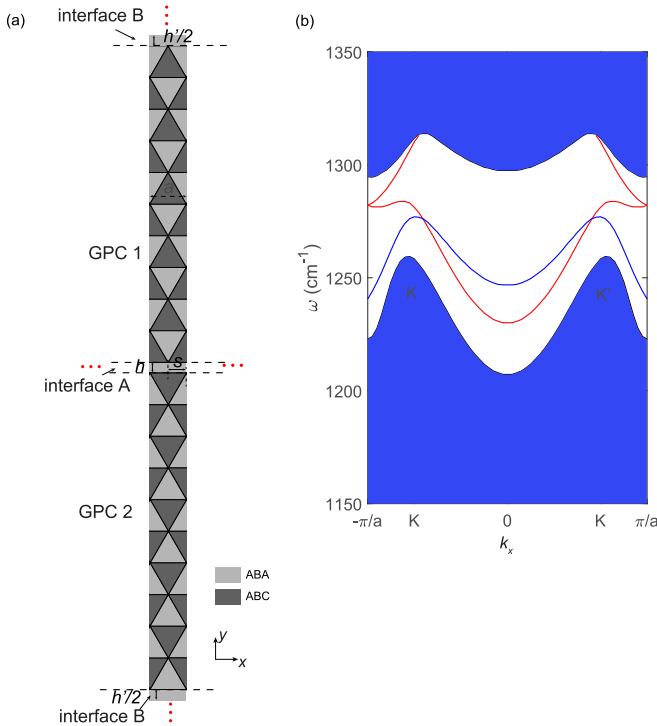 (a)
interface B
h'/2
a
GPC 1
h
s
interface A
GPC 2
ABA
ABC
y
x
h'/2
interface B
(b)
1350
1300
1250
1200
1150
ω (cm⁻¹)
K
K'
-π/a
K
0
K
π/a
kₓ